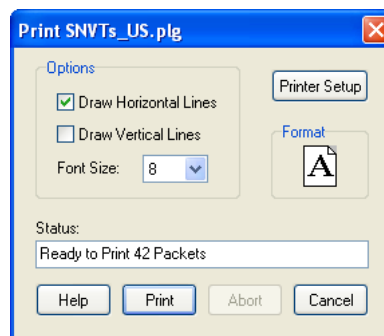 Print SNVTs_US.plg
Options
Draw Horizontal Lines
Draw Vertical Lines
Font Size: 8
Printer Setup
Format
A
Status:
Ready to Print 42 Packets
Help Print Abort Cancel